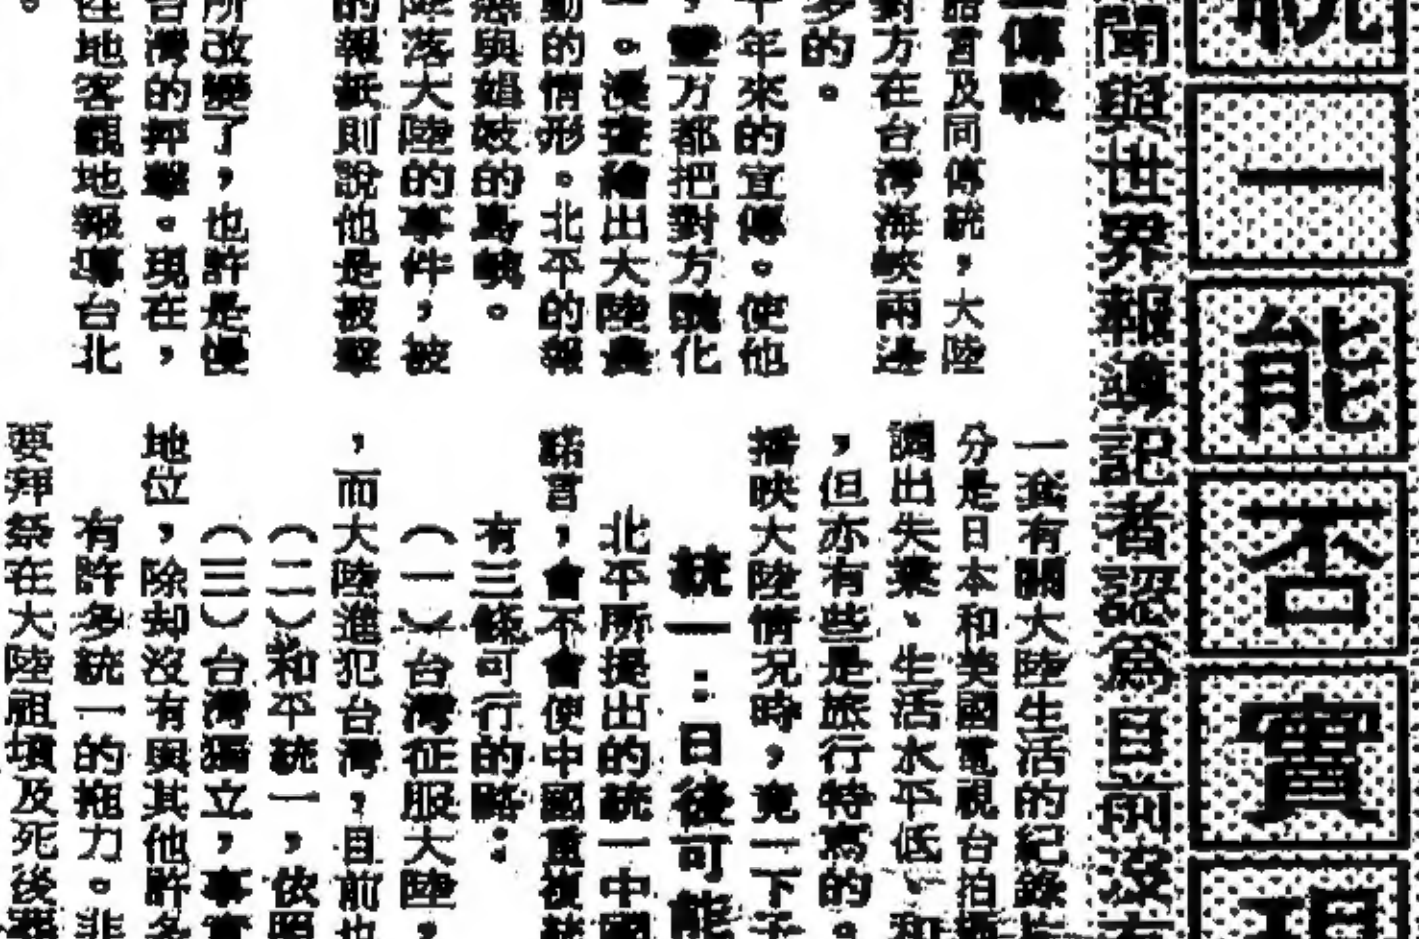 統一能否實現
聞與世界報導記者認爲目前沒有
宣傳戰
語言及同傳統，大陸
對方在台灣海峽兩邊
多的。
十年來的宣傳。使他
，雙方都把對方醜化
一。漫畫繪出大陸農
動的情形。北平的報
與娼妓的島嶼。
陸落大陸的事件，被
的報紙則說他是被擊
所改變了，也許是慢
台灣的抨擊。現在，
在地客觀地報導台北
。
一套有關大陸生活的紀錄片
分是日本和美國電視台拍攝
調出失業、生活水平低、和
，但亦有些是旅行特寫的。
播映大陸情況時，竟一下子
統一：日後可能
北平所提出的統一中國
諾言，會不會使中國重複
有三條可行的路：
（一）台灣征服大陸，
，而大陸進犯台灣，目前也
（二）和平統一，依照
（三）台灣獨立，事實
地位，除却沒有與其他許多
有許多統一的拖力。非
要拜祭在大陸祖墳及死後要